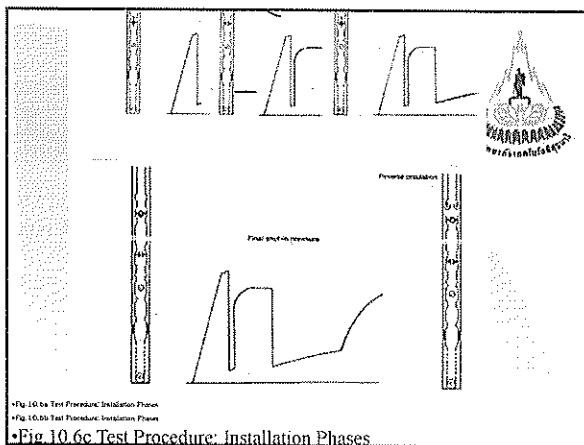 Reverse circulation
Final shut-in pressure
•Fig.10.6a Test Procedure: Installation Phases
•Fig.10.6b Test Procedure: Installation Phases
•Fig.10.6c Test Procedure: Installation Phases